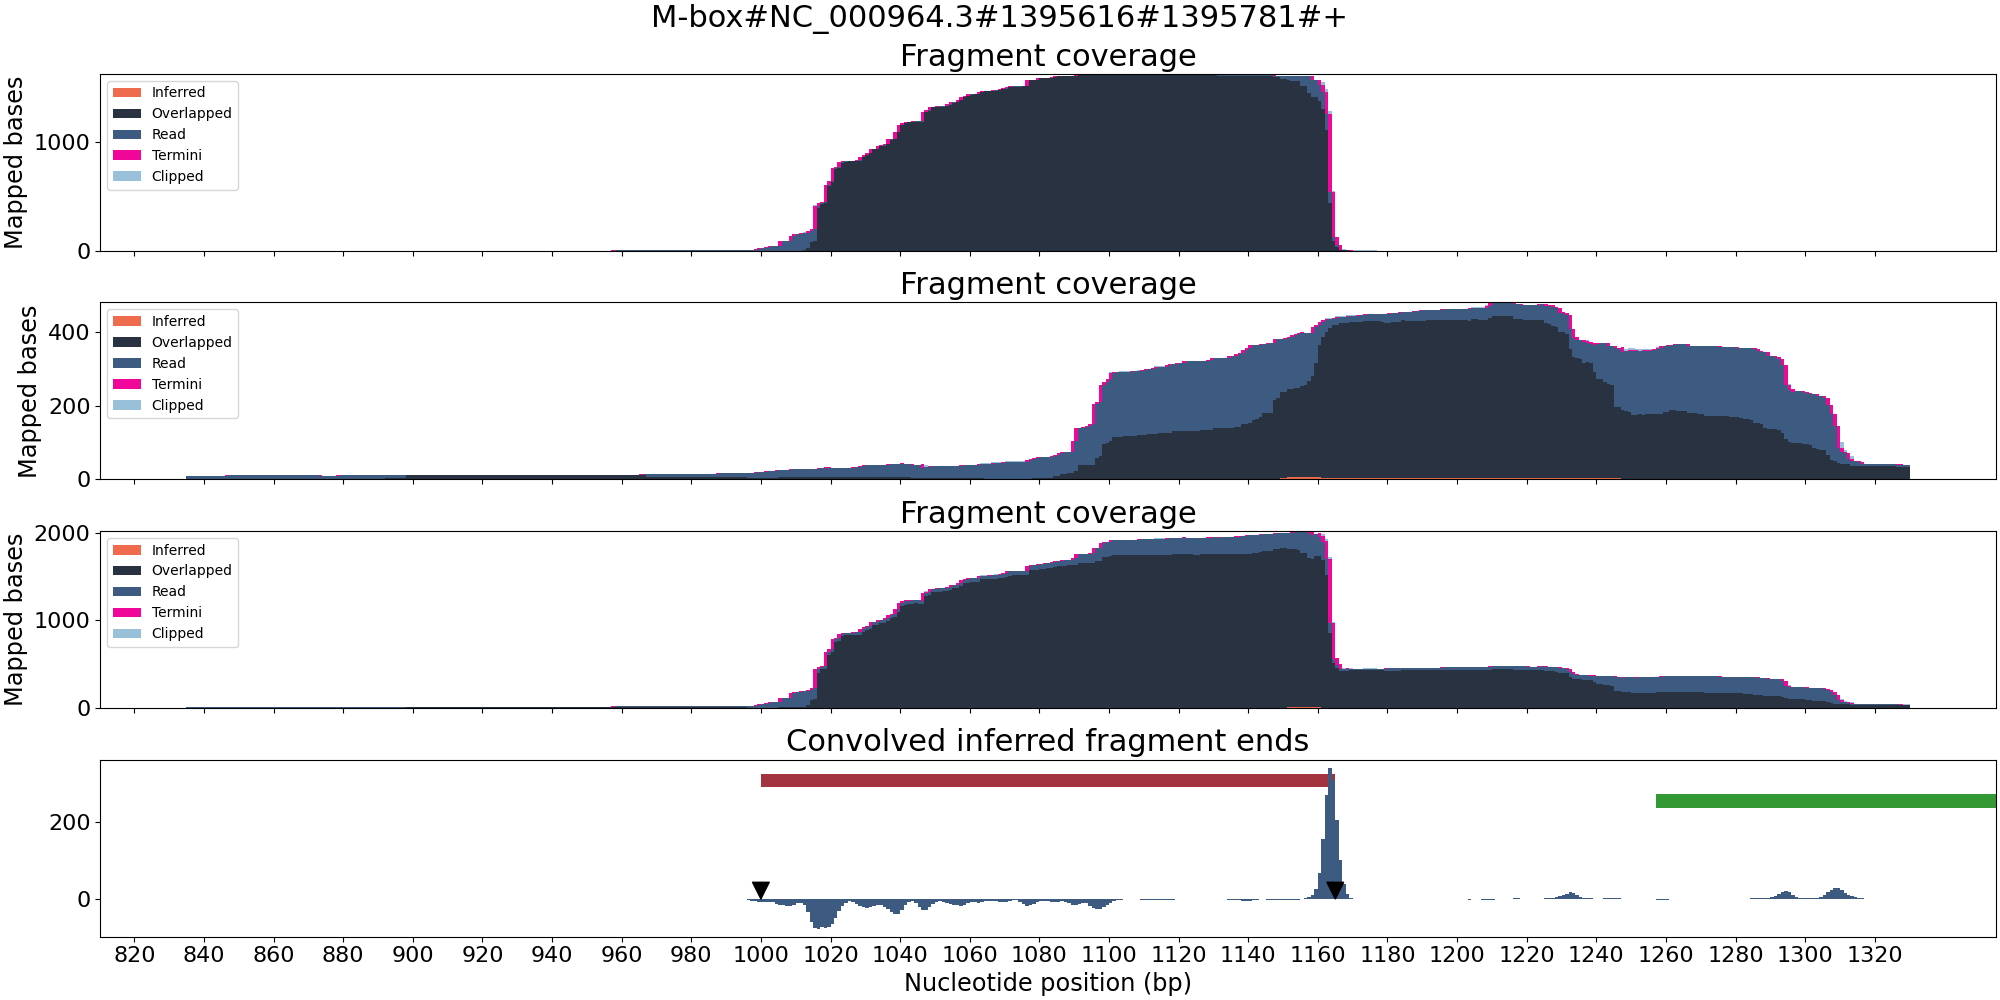 M-box#NC_000964.3#1395616#1395781#+
Fragment coverage
Mapped bases
1000
0
Inferred
Overlapped
Read
Termini
Clipped
Fragment coverage
Mapped bases
400
200
0
Inferred
Overlapped
Read
Termini
Clipped
Fragment coverage
Mapped bases
2000
1000
0
Inferred
Overlapped
Read
Termini
Clipped
Convolved inferred fragment ends
200
0
820 840 860 880 900 920 940 960 980 1000 1020 1040 1060 1080 1100 1120 1140 1160 1180 1200 1220 1240 1260 1280 1300 1320
Nucleotide position (bp)